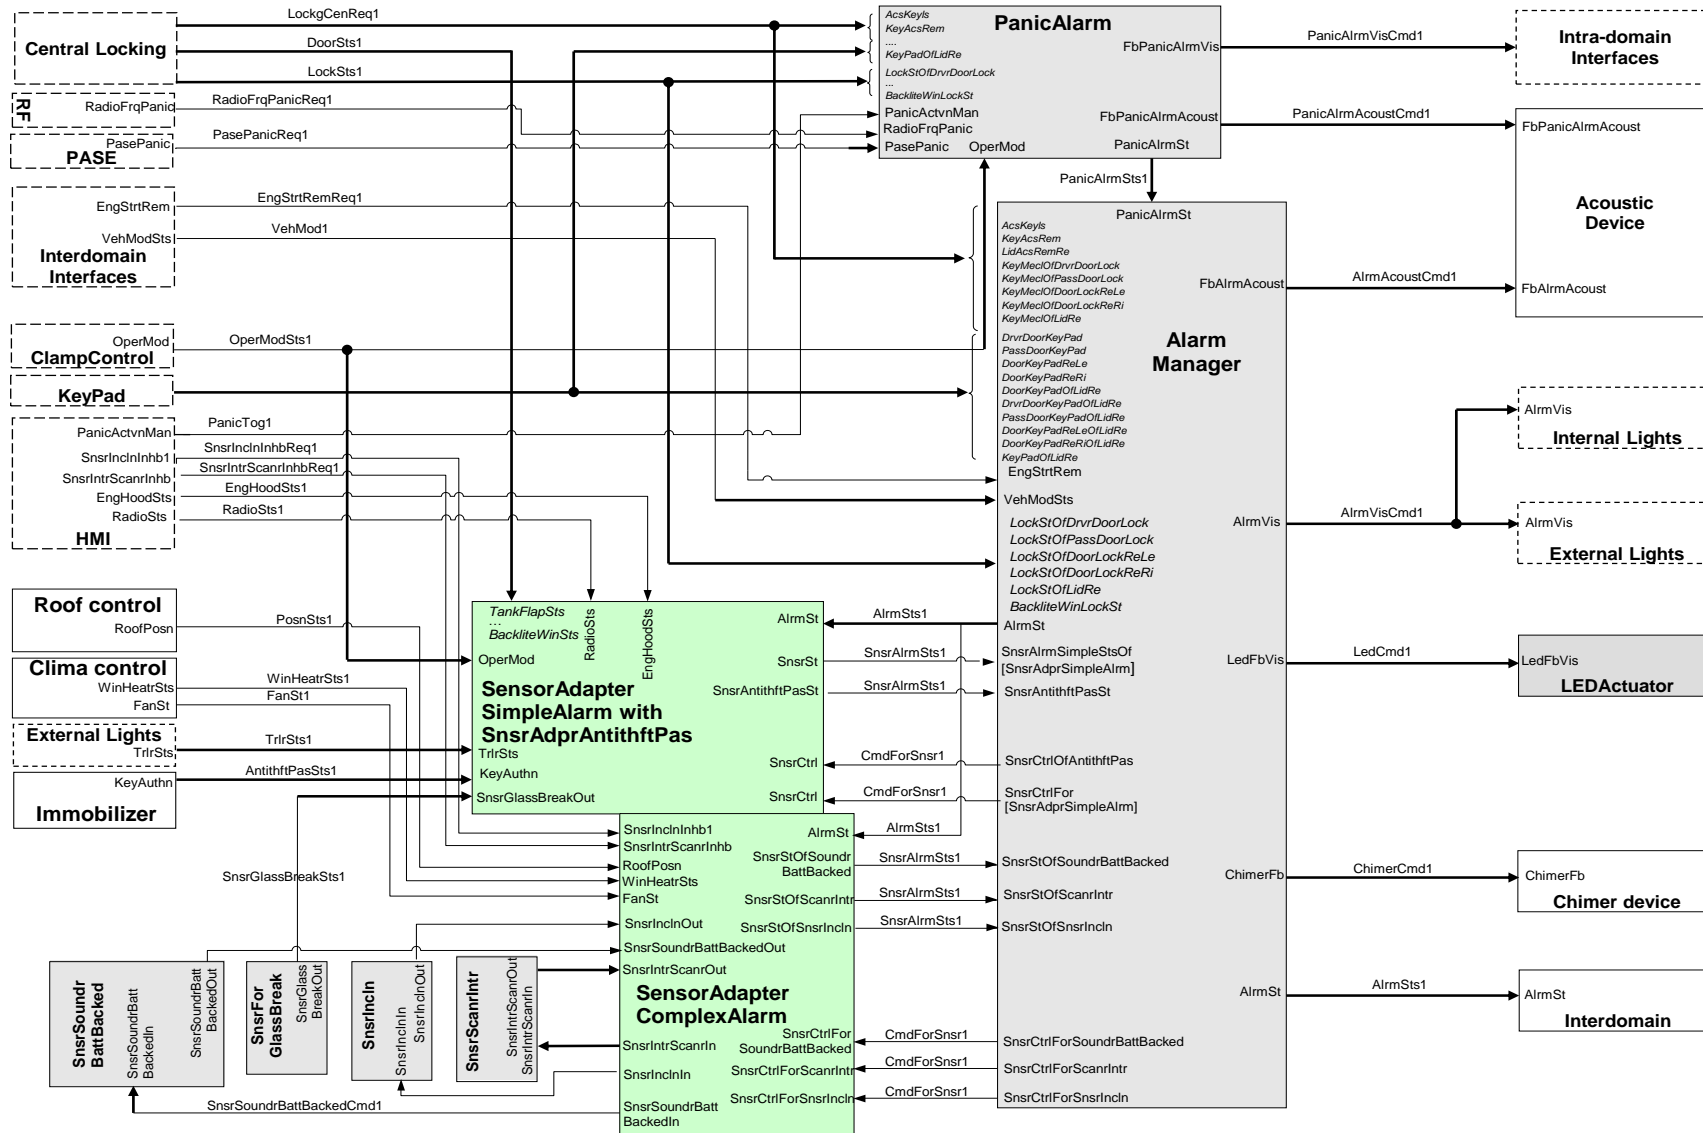 Central Locking
LockgCenReq1
DoorSts1
LockSts1
RF
RadioFrqPanic
RadioFrqPanicReq1
PasePanic
PASE
PasePanicReq1
EngStrtRem
VehModSts
Interdomain
Interfaces
EngStrtRemReq1
VehMod1
OperMod
ClampControl
OperModSts1
KeyPad
PanicActvnMan
SnsrInclnInhb1
SnsrIntrScanrInhb
EngHoodSts
RadioSts
HMI
PanicTog1
SnsrInclnInhbReq1
SnsrIntrScanrInhbReq1
EngHoodSts1
RadioSts1
Roof control
RoofPosn
PosnSts1
Clima control
WinHeatrSts
FanSt
WinHeatrSts1
FanSt1
External Lights
TrlrSts
TrlrSts1
KeyAuthn
Immobilizer
AntithftPasSts1
AcsKeyIs
KeyAcsRem
....
KeyPadOfLidRe
LockStOfDrvrDoorLock
...
BackliteWinLockSt
PanicActvnMan
RadioFrqPanic
PasePanic
OperMod
PanicAlarm
FbPanicAlrmVis
FbPanicAlrmAcoust
PanicAlrmSt
PanicAlrmVisCmd1
PanicAlrmAcoustCmd1
PanicAlrmSts1
Intra-domain
Interfaces
FbPanicAlrmAcoust
Acoustic
Device
FbAlrmAcoust
PanicAlrmSt
AcsKeyIs
KeyAcsRem
LidAcsRemRe
KeyMeclOfDrvrDoorLock
KeyMeclOfPassDoorLock
KeyMeclOfDoorLockReLe
KeyMeclOfDoorLockReRi
KeyMeclOfLidRe
DrvrDoorKeyPad
PassDoorKeyPad
DoorKeyPadReLe
DoorKeyPadReRi
DoorKeyPadOfLidRe
DrvrDoorKeyPadOfLidRe
PassDoorKeyPadOfLidRe
DoorKeyPadReLeOfLidRe
DoorKeyPadReRiOfLidRe
KeyPadOfLidRe
EngStrtRem
VehModSts
LockStOfDrvrDoorLock
LockStOfPassDoorLock
LockStOfDoorLockReLe
LockStOfDoorLockReRi
LockStOfLidRe
BackliteWinLockSt
AlrmSt
SnsrAlrmSimpleStsOf
[SnsrAdprSimpleAlrm]
SnsrAntithftPasSt
SnsrCtrlOfAntithftPas
SnsrCtrlFor
[SnsrAdprSimpleAlrm]
SnsrStOfSoundrBattBacked
SnsrStOfScanrIntr
SnsrStOfSnsrIncln
SnsrCtrlForSoundrBattBacked
SnsrCtrlForScanrIntr
SnsrCtrlForSnsrIncln
Alarm
Manager
FbAlrmAcoust
AlrmVis
LedFbVis
ChimerFb
AlrmSt
AlrmAcoustCmd1
AlrmVisCmd1
LedCmd1
ChimerCmd1
AlrmSts1
AlrmVis
Internal Lights
AlrmVis
External Lights
LedFbVis
LEDActuator
ChimerFb
Chimer device
AlrmSt
Interdomain
TankFlapSts
...
BackliteWinSts
RadioSts
EngHoodSts
OperMod
SensorAdapter
SimpleAlarm with
SnsrAdprAntithftPas
TrlrSts
KeyAuthn
SnsrGlassBreakOut
AlrmSt
SnsrSt
SnsrAntithftPasSt
SnsrCtrl
SnsrCtrl
AlrmSts1
SnsrAlrmSts1
SnsrAlrmSts1
CmdForSnsr1
CmdForSnsr1
SnsrInclnInhb1
SnsrIntrScanrInhb
RoofPosn
WinHeatrSts
FanSt
SnsrInclnOut
SnsrSoundrBattBackedOut
SnsrIntrScanrOut
SensorAdapter
ComplexAlarm
SnsrIntrScanrIn
SnsrInclnIn
SnsrSoundrBatt
BackedIn
AlrmSt
SnsrStOfSoundr
BattBacked
SnsrStOfScanrIntr
SnsrStOfSnsrIncln
SnsrCtrlFor
SoundrBattBacked
SnsrCtrlForScanrIntr
SnsrCtrlForSnsrIncln
AlrmSts1
SnsrAlrmSts1
SnsrAlrmSts1
SnsrAlrmSts1
CmdForSnsr1
CmdForSnsr1
CmdForSnsr1
SnsrGlassBreakSts1
SnsrSoundr
BattBacked
SnsrSoundrBatt
BackedIn
SnsrSoundrBatt
BackedOut
SnsrFor
GlassBreak
SnsrGlass
BreakOut
SnsrIncln
SnsrInclnIn
SnsrInclnOut
SnsrScanrIntr
SnsrIntrScanrOut
SnsrIntrScanrIn
SnsrSoundrBattBackedCmd1